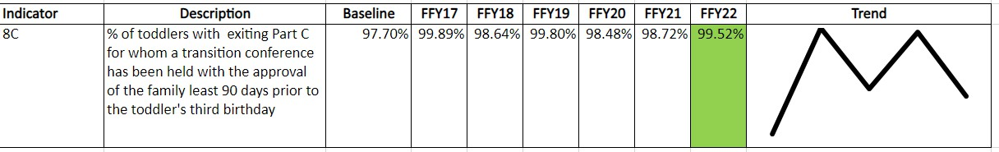 Indicator Description Baseline FFY17 FFY18 FFY19 FFY20 FFY21 FFY22 Trend
8C % of toddlers with exiting Part C 97.70% 99.89% 98.64% 99.80% 98.48% 98.72% 99.52%
for whom a transition conference
has been held with the approval
of the family least 90 days prior to
the toddler's third birthday